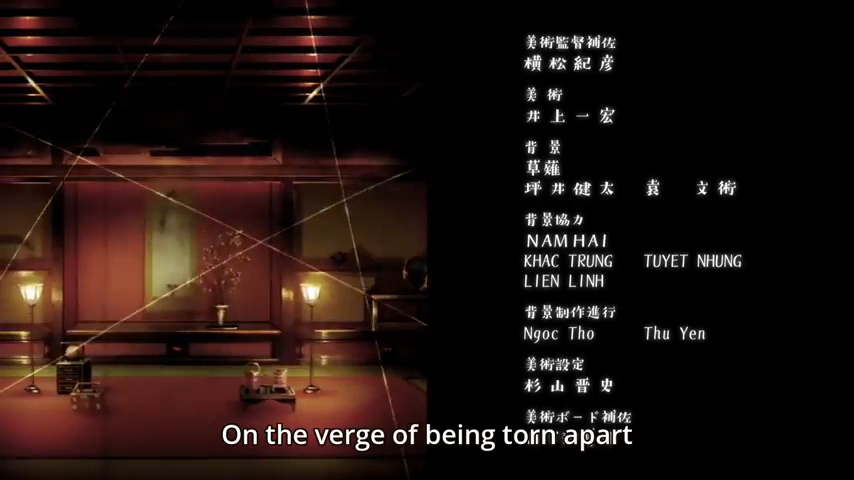 美術監督補佐
横松紀彦
美術
井上一宏
背景
草薙
坪井健太 袁 文術
背景協力
NAM HAI
KHAC TRUNG TUYET NHUNG
LIEN LINH
背景制作進行
Ngoc Tho Thu Yen
美術設定
杉山晋史
美術ボード補佐
On the verge of being torn apart